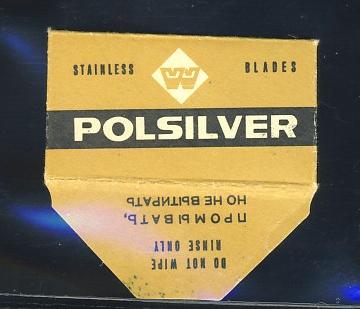 STAINLESS BLADES
POLSILVER
DO NOT WIPE
RINSE ONLY
ПРОМЫВАТЬ,
НО НЕ ВЫТИРАТЬ